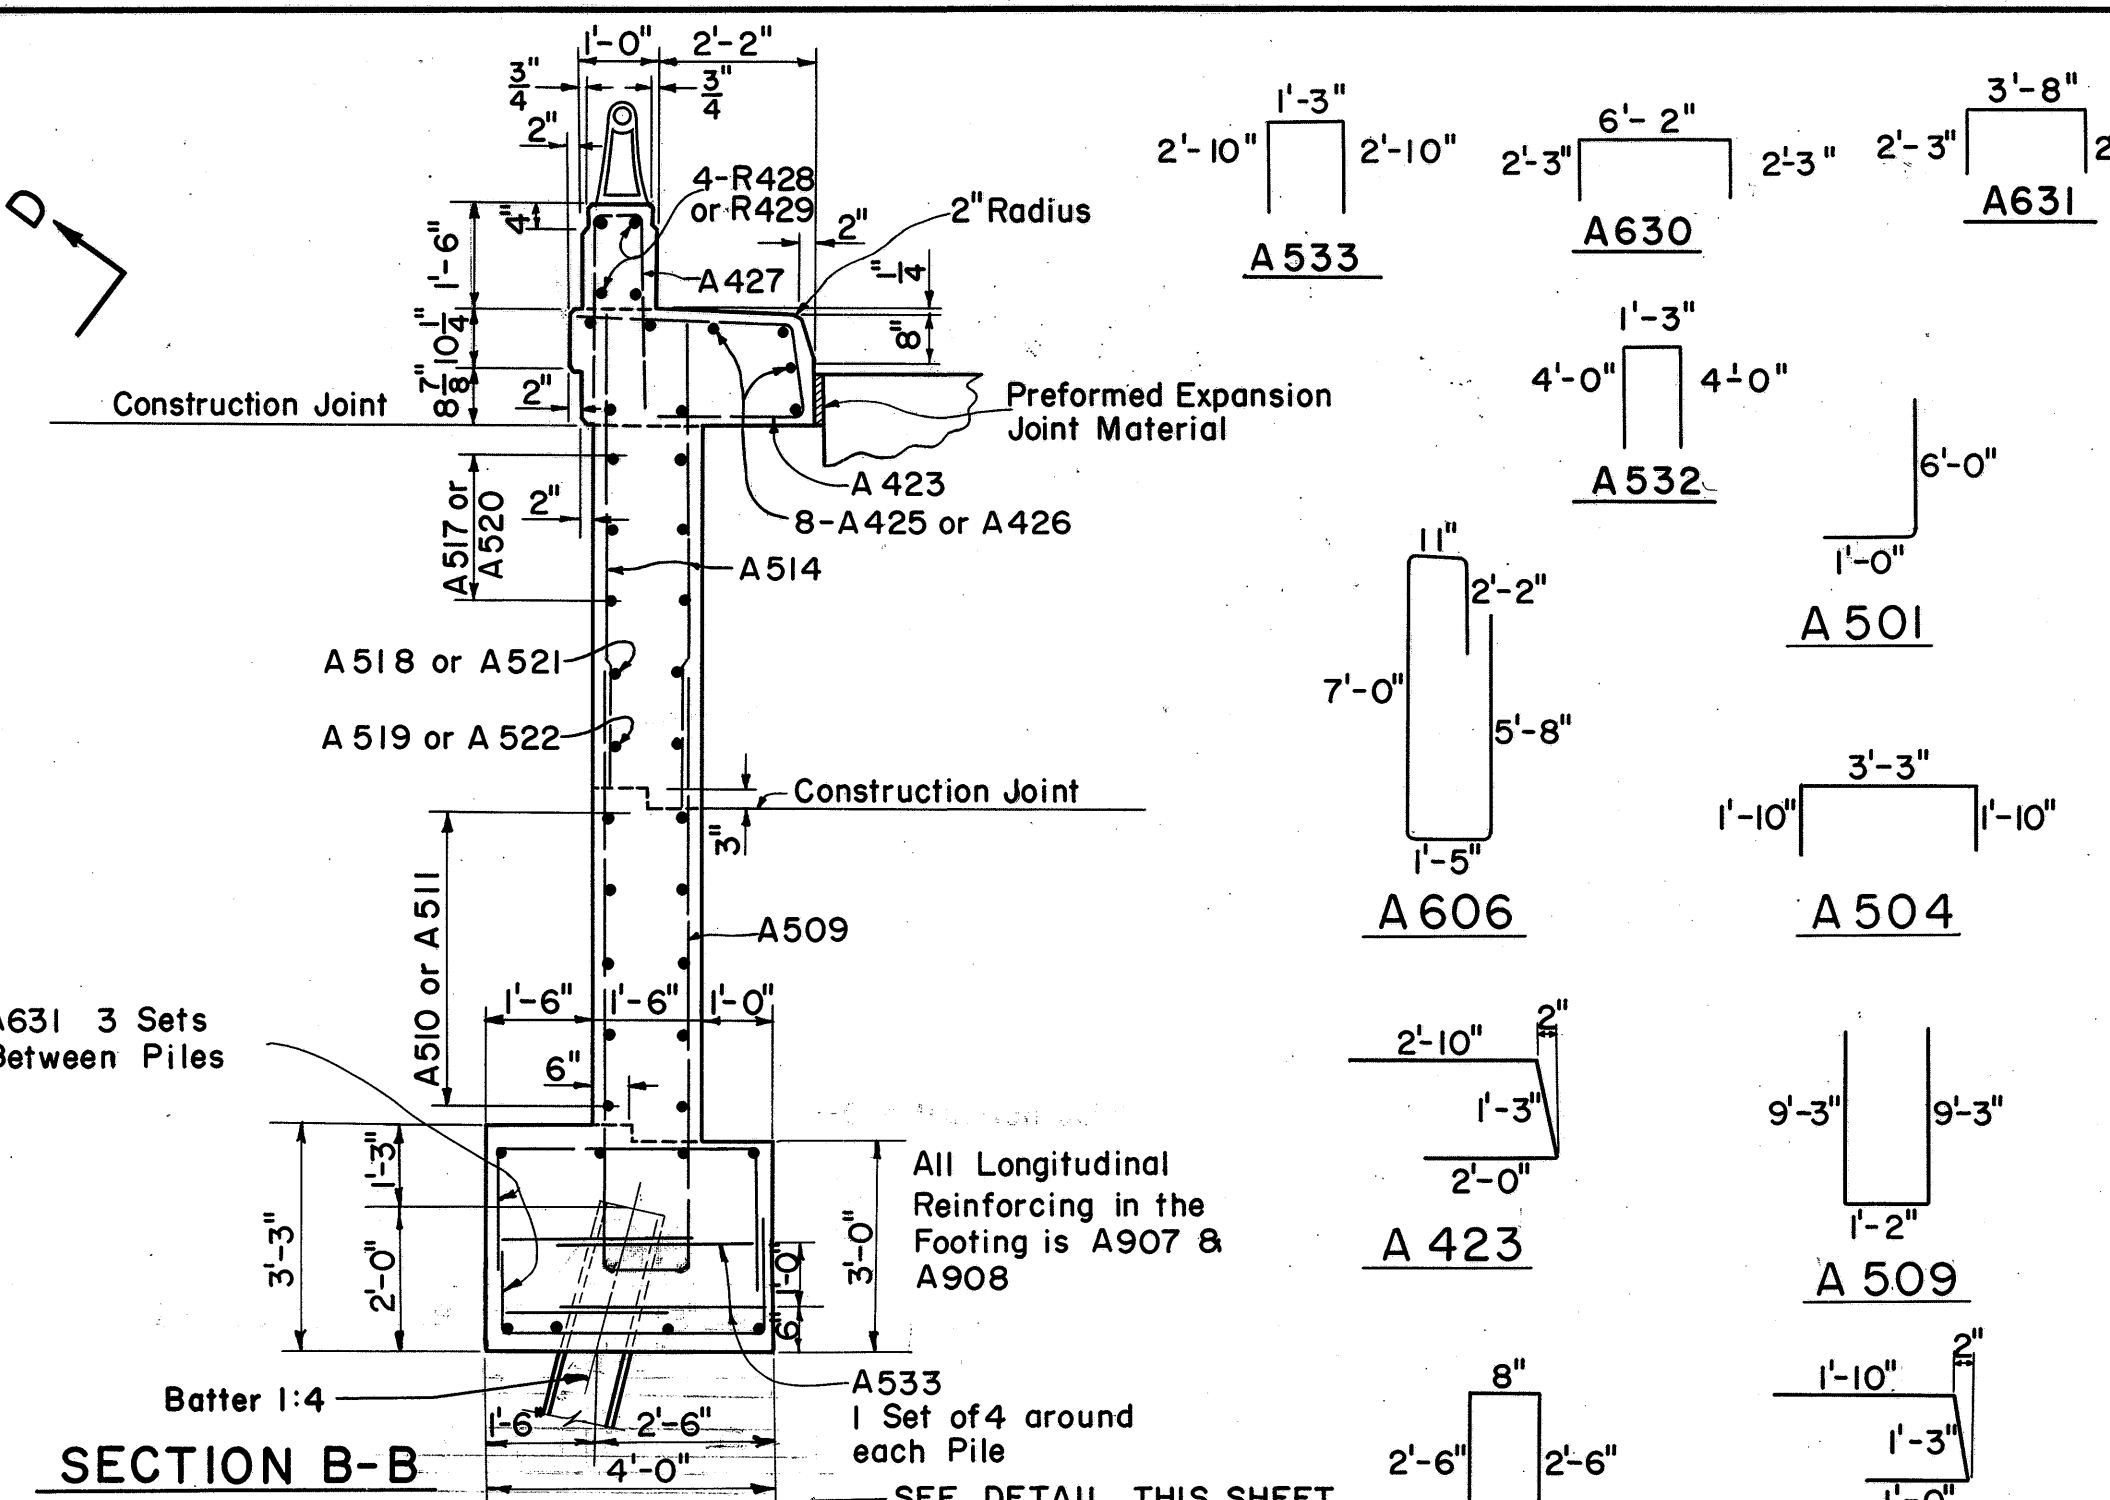 1'-0"
2'-2"
3/4"
3/4"
2"
4-R428
or R429
2" Radius
4"
2"
1'-6"
A427
1/4"
10 1/4"
8"
8 7/8"
2"
Construction Joint
Preformed Expansion
Joint Material
A517 or
A520
2"
A423
8-A425 or A426
A514
A518 or A521
A519 or A522
Construction Joint
3"
A510 or A511
A509
1'-6"
1'-6"
1'-0"
A631 3 Sets
Between Piles
6"
1'-3"
3'-3"
2'-0"
All Longitudinal
Reinforcing in the
Footing is A907 &
A908
1'-0"
3'-0"
6"
Batter 1:4
A533
1 Set of 4 around
each Pile
1'-6"
2'-6"
4'-0"
SECTION B-B
SEE DETAIL THIS SHEET
D
1'-3"
2'-10"
2'-10"
A533
6'-2"
2'-3"
2'-3"
A630
3'-8"
2'-3"
2
A631
1'-3"
4'-0"
4'-0"
A532
6'-0"
1'-0"
A501
11"
2'-2"
7'-0"
5'-8"
1'-5"
A606
3'-3"
1'-10"
1'-10"
A504
2"
2'-10"
1'-3"
2'-0"
A423
9'-3"
9'-3"
1'-2"
A509
8"
2'-6"
2'-6"
2"
1'-10"
1'-3"
1'-0"